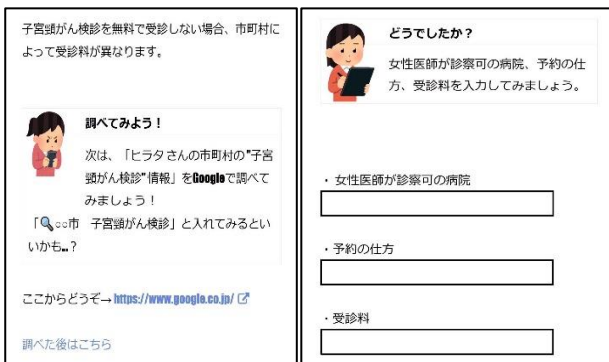 子宮頸がん検診を無料で受診しない場合、市町村に
よって受診料が異なります。
調べてみよう！
次は、「ヒラタさんの市町村の"子宮
頸がん検診"情報」をGoogleで調べて
みましょう！
「🔍○○市　子宮頸がん検診」と入れてみるとい
いかも…？
ここからどうぞ→https://www.google.co.jp/
調べた後はこちら
どうでしたか？
女性医師が診察可の病院、予約の仕
方、受診料を入力してみましょう。
・女性医師が診察可の病院
・予約の仕方
・受診料